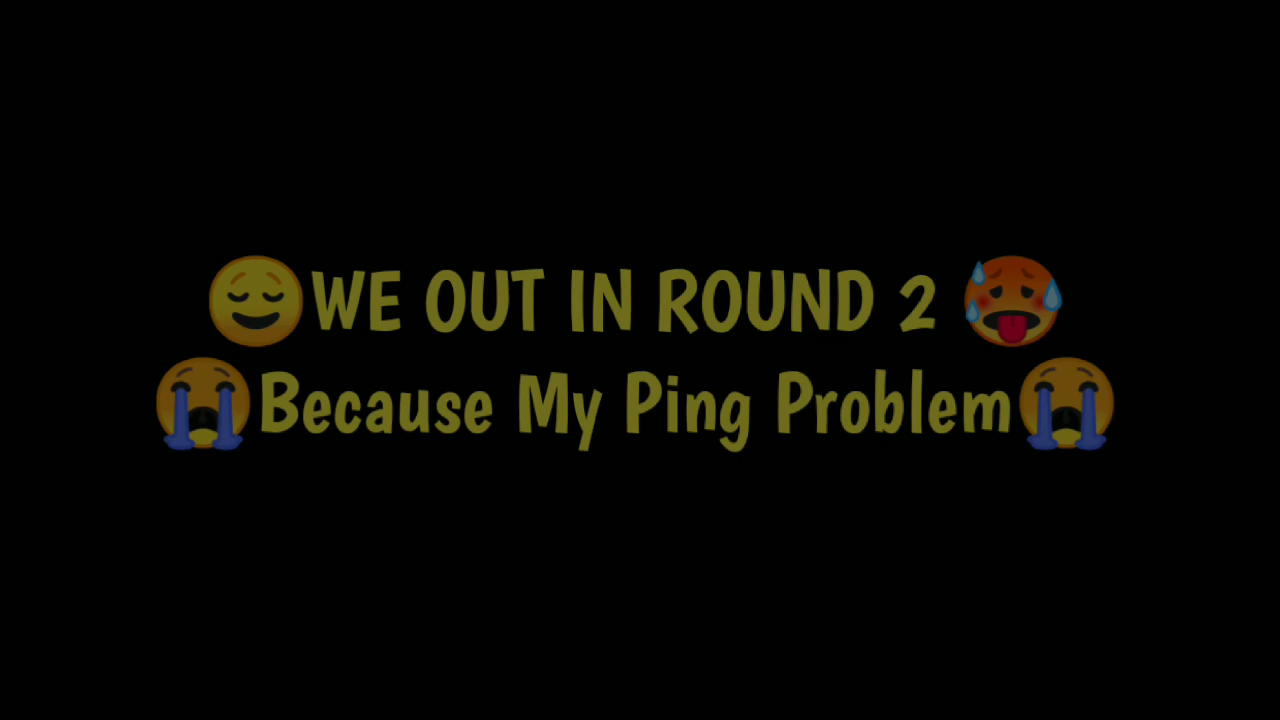 😌WE OUT IN ROUND 2 🥵
😭Because My Ping Problem😭